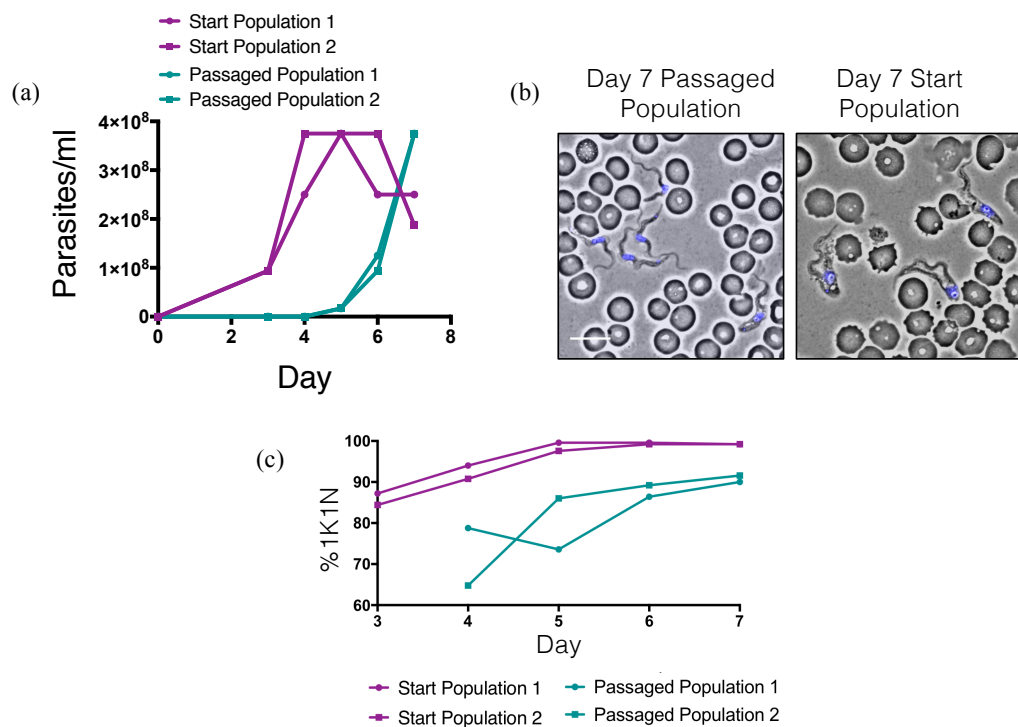 Start Population 1
Start Population 2
Passaged Population 1
Passaged Population 2
(a)
4×10⁸
3×10⁸
2×10⁸
1×10⁸
0
Parasites/ml
0 2 4 6 8
Day
(b)
Day 7 Passaged
Population
Day 7 Start
Population
(c)
100
90
80
70
60
%1K1N
3 4 5 6 7
Day
Start Population 1
Passaged Population 1
Start Population 2
Passaged Population 2